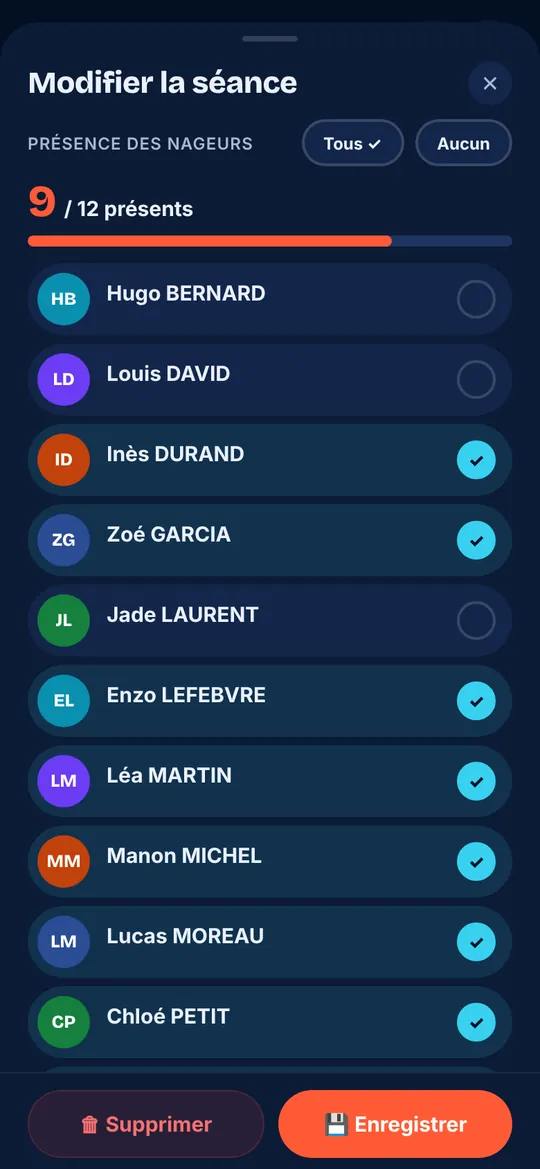 Modifier la séance
✕
PRÉSENCE DES NAGEURS
Tous ✓
Aucun
9 / 12 présents
HB Hugo BERNARD
LD Louis DAVID
ID Inès DURAND ✓
ZG Zoé GARCIA ✓
JL Jade LAURENT
EL Enzo LEFEBVRE ✓
LM Léa MARTIN ✓
MM Manon MICHEL ✓
LM Lucas MOREAU ✓
CP Chloé PETIT ✓
🗑 Supprimer
💾 Enregistrer